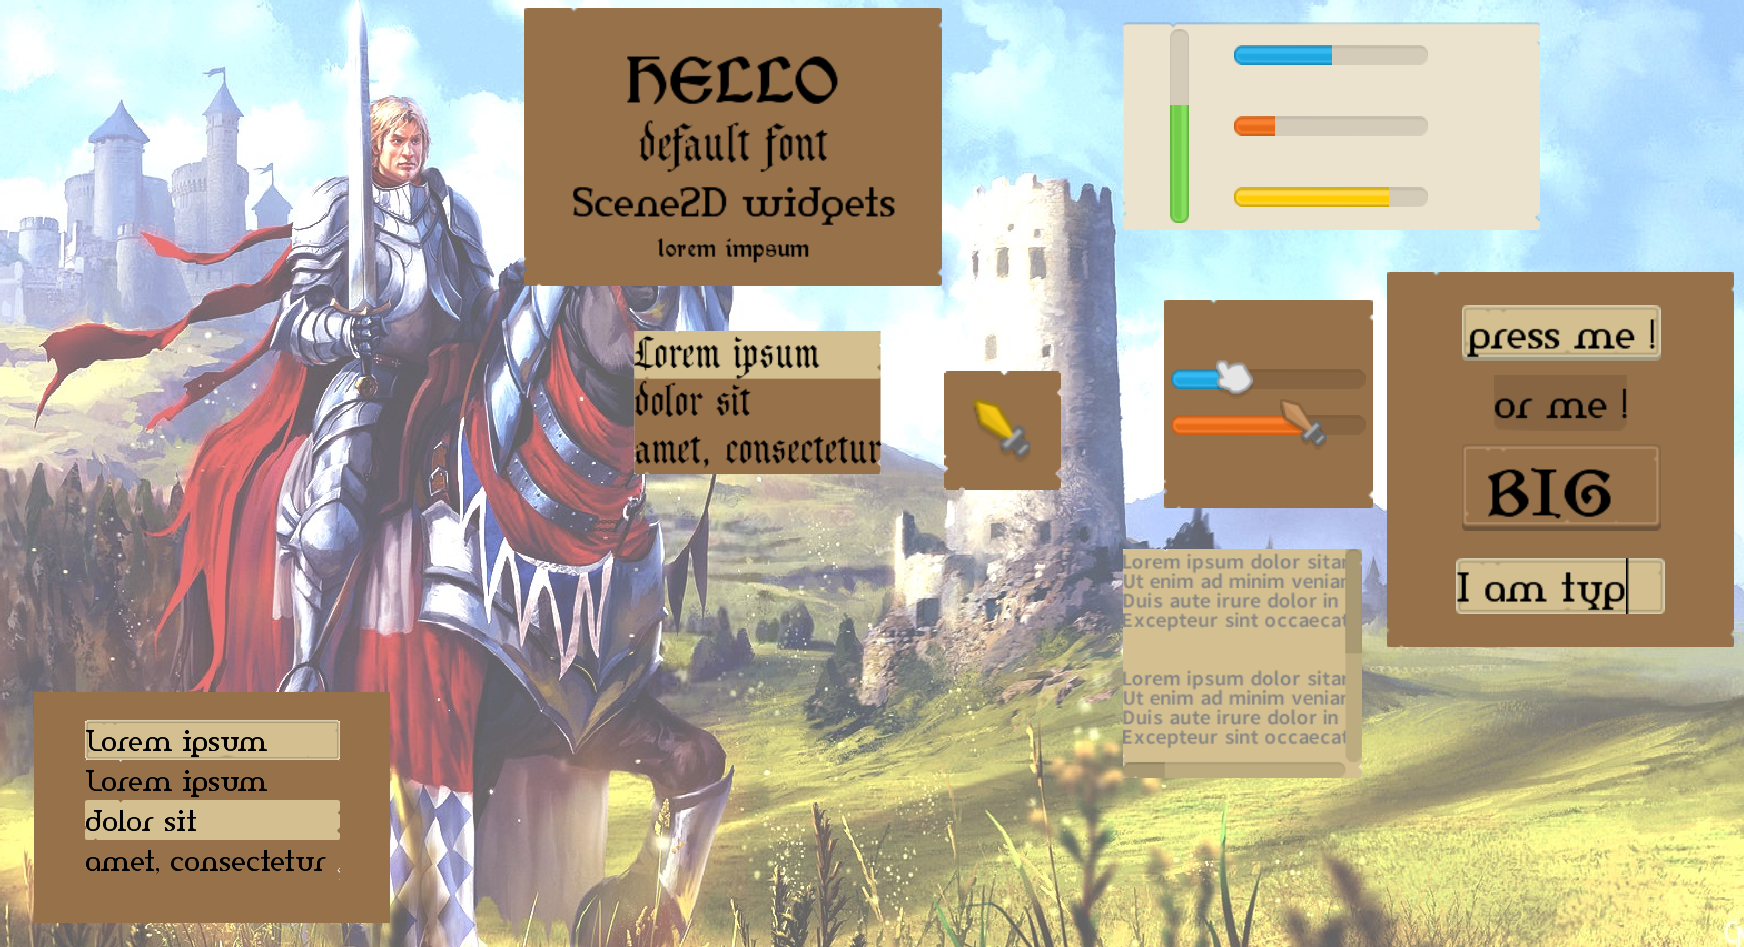 HELLO
default font
Scene2D widgets
lorem impsum
Lorem ipsum
dolor sit
amet, consectetur
press me !
or me !
BIG
I am typ
Lorem ipsum dolor sitar
Ut enim ad minim veniar
Duis aute irure dolor in
Excepteur sint occaecat
Lorem ipsum dolor sitar
Ut enim ad minim veniar
Duis aute irure dolor in
Excepteur sint occaecat
Lorem ipsum
Lorem ipsum
dolor sit
amet, consectetur